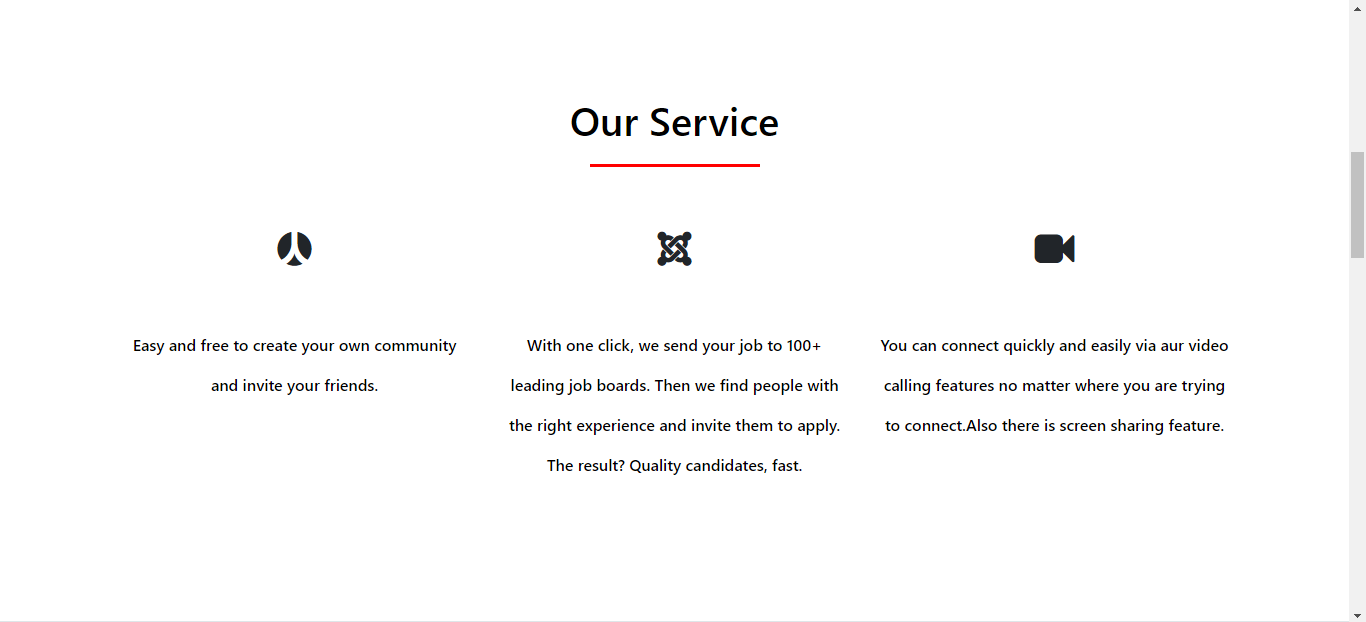 Our Service
Easy and free to create your own community
and invite your friends.
With one click, we send your job to 100+
leading job boards. Then we find people with
the right experience and invite them to apply.
The result? Quality candidates, fast.
You can connect quickly and easily via aur video
calling features no matter where you are trying
to connect.Also there is screen sharing feature.